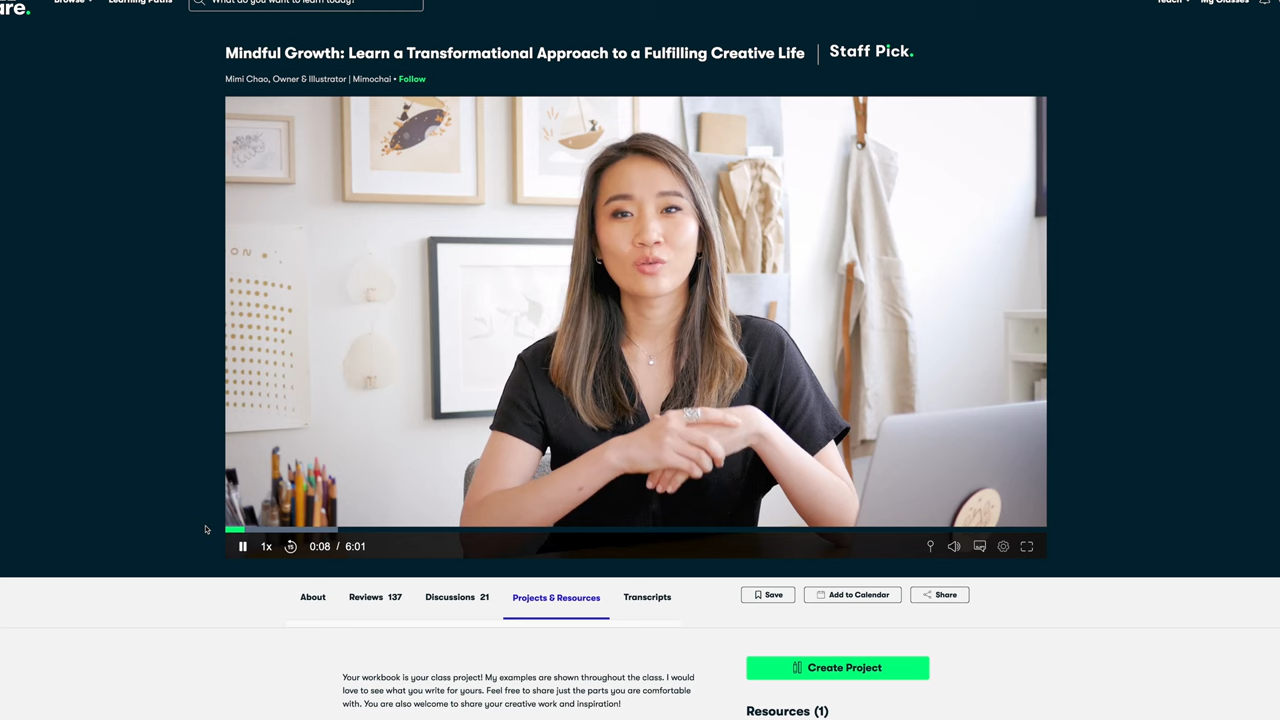 are.
Browse
Learning Paths
What do you want to learn today?
Teach
My Classes
Mindful Growth: Learn a Transformational Approach to a Fulfilling Creative Life
Staff Pick.
Mimi Chao, Owner & Illustrator | Mimochai • Follow
ON
1x
15
0:08 / 6:01
About
Reviews 137
Discussions 21
Projects & Resources
Transcripts
Save
Add to Calendar
Share
Your workbook is your class project! My examples are shown throughout the class. I would
love to see what you write for yours. Feel free to share just the parts you are comfortable
with. You are also welcome to share your creative work and inspiration!
Create Project
Resources (1)